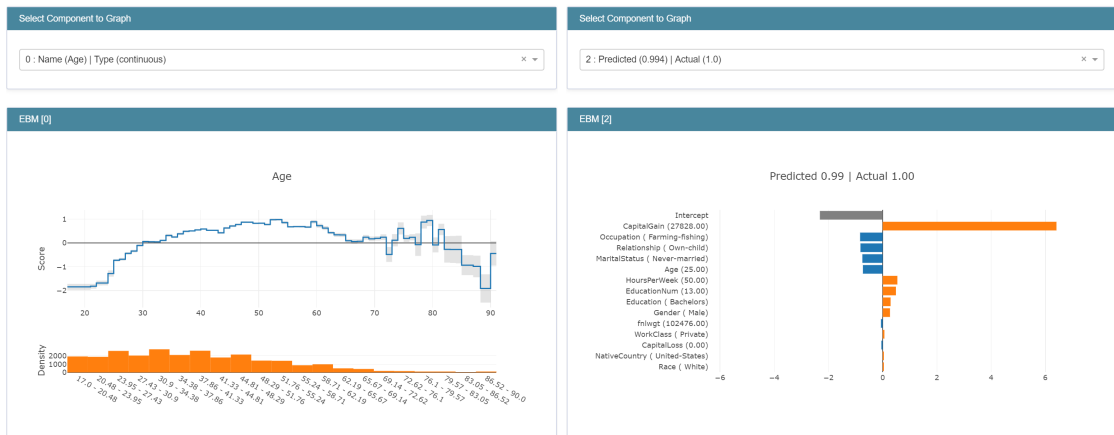 Select Component to Graph
0 : Name (Age) | Type (continuous)
EBM [0]
Age
Score
1
0
−1
−2
20
30
40
50
60
70
80
90
Density
2000
1000
0
17.0 - 20.48
20.48 - 23.95
23.95 - 27.43
27.43 - 30.9
30.9 - 34.38
34.38 - 37.86
37.86 - 41.33
41.33 - 44.81
44.81 - 48.29
48.29 - 51.76
51.76 - 55.24
55.24 - 58.71
58.71 - 62.19
62.19 - 65.67
65.67 - 69.14
69.14 - 72.62
72.62 - 76.1
76.1 - 79.57
79.57 - 83.05
83.05 - 86.52
86.52 - 90.0
Select Component to Graph
2 : Predicted (0.994) | Actual (1.0)
EBM [2]
Predicted 0.99 | Actual 1.00
Intercept
CapitalGain (27828.00)
Occupation ( Farming-fishing)
Relationship ( Own-child)
MaritalStatus ( Never-married)
Age (25.00)
HoursPerWeek (50.00)
EducationNum (13.00)
Education ( Bachelors)
Gender ( Male)
fnlwgt (102476.00)
WorkClass ( Private)
CapitalLoss (0.00)
NativeCountry ( United-States)
Race ( White)
−6
−4
−2
0
2
4
6